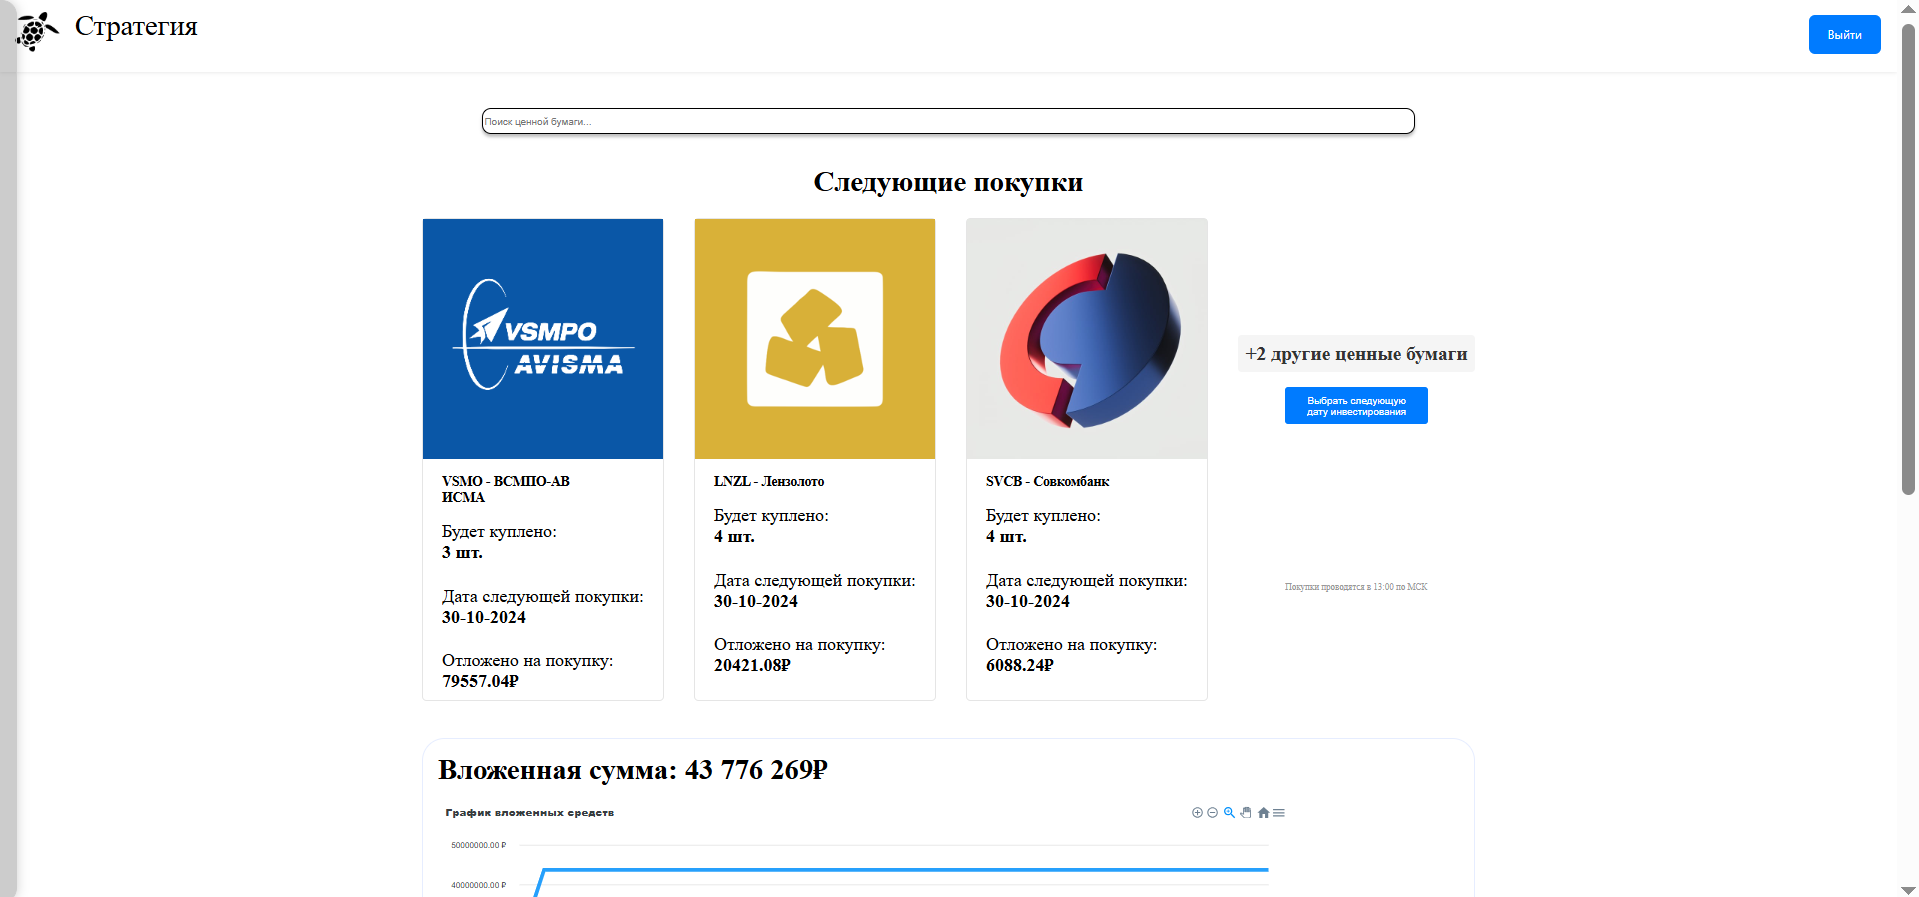 Стратегия
Выйти
Поиск ценной бумаги...
Следующие покупки
VSMPO
AVISMA
VSMO - ВСМПО-АВ
ИСМА
Будет куплено:
3 шт.
Дата следующей покупки:
30-10-2024
Отложено на покупку:
79557.04₽
LNZL - Лензолото
Будет куплено:
4 шт.
Дата следующей покупки:
30-10-2024
Отложено на покупку:
20421.08₽
SVCB - Совкомбанк
Будет куплено:
4 шт.
Дата следующей покупки:
30-10-2024
Отложено на покупку:
6088.24₽
+2 другие ценные бумаги
Выбрать следующую
дату инвестирования
Покупки проводятся в 13:00 по МСК
Вложенная сумма: 43 776 269₽
График вложенных средств
50000000.00 ₽
40000000.00 ₽